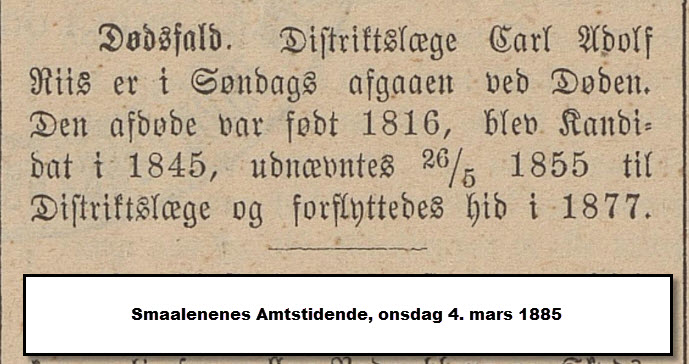 Dødsfald. Distriktslæge Carl Adolf
Riis er i Søndags afgaaen ved Døden.
Den afdøde var født 1816, blev Kandi-
dat i 1845, udnævntes 26/5 1855 til
Distriktslæge og forflyttedes hid i 1877.
Smaalenenes Amtstidende, onsdag 4. mars 1885